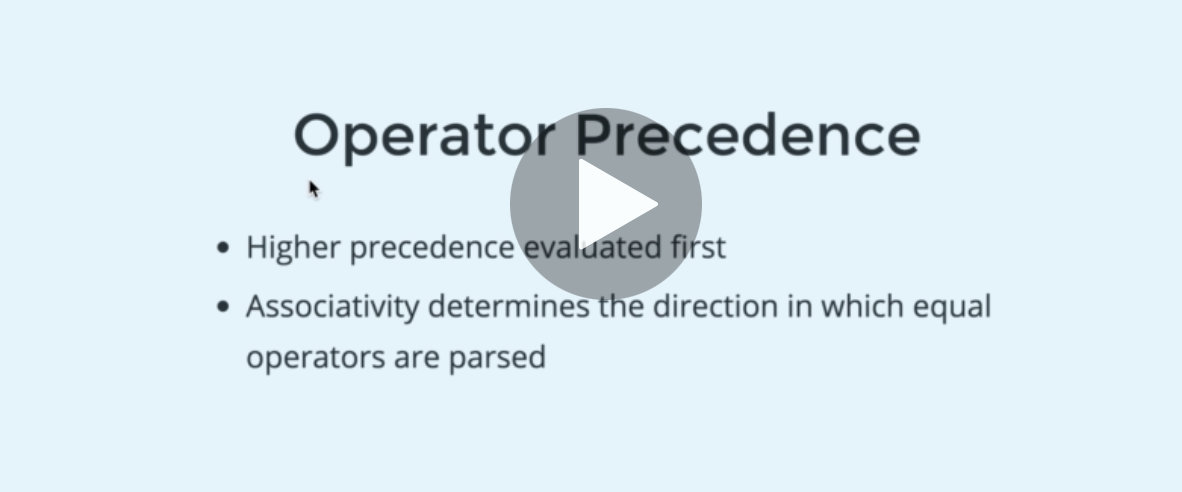 Operator Precedence
• Higher precedence evaluated first
• Associativity determines the direction in which equal
operators are parsed